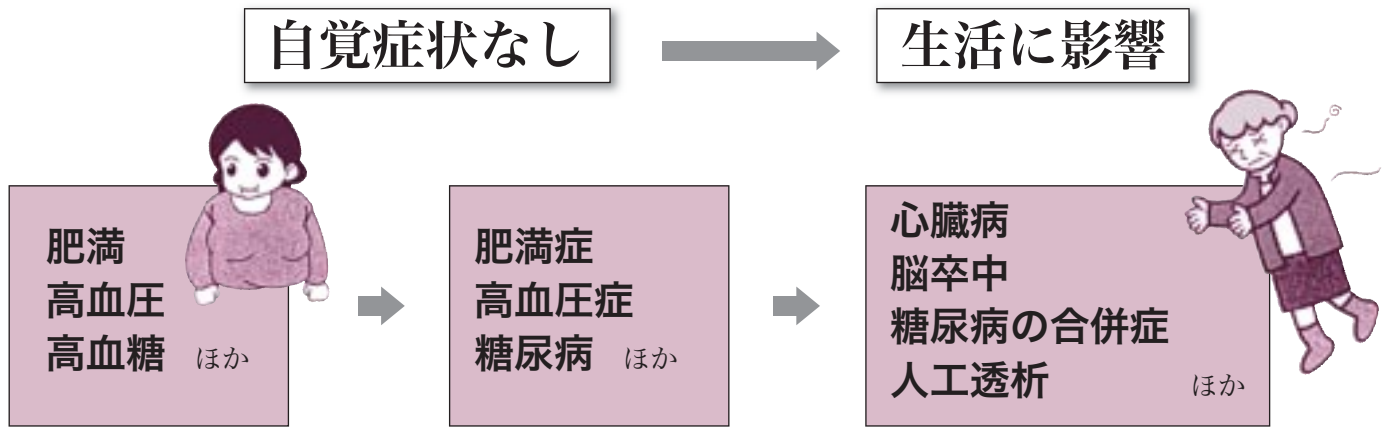 自覚症状なし
生活に影響
肥満
高血圧
高血糖 ほか
肥満症
高血圧症
糖尿病 ほか
心臓病
脳卒中
糖尿病の合併症
人工透析 ほか